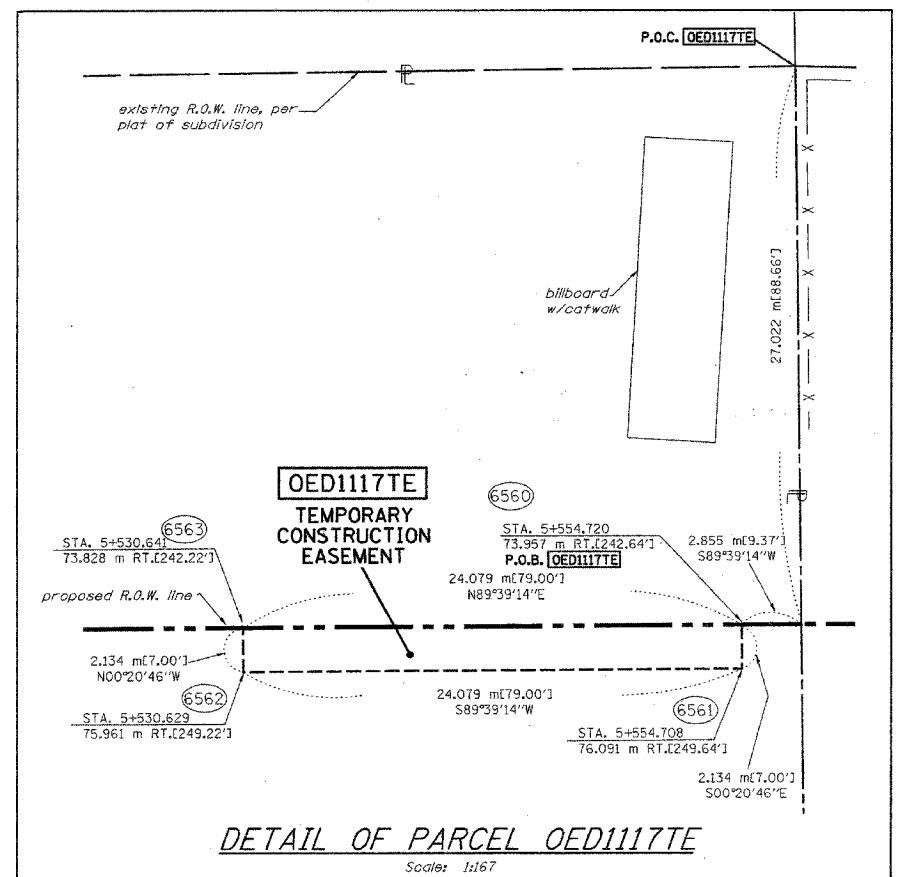 P.O.C. OED1117TE
existing R.O.W. line, per
plat of subdivision
billboard
w/catwalk
27.022 m[88.66']
OED1117TE
TEMPORARY
CONSTRUCTION
EASEMENT
6560
6563
STA. 5+530.641
73.828 m RT.[242.22']
STA. 5+554.720
73.957 m RT.[242.64']
P.O.B. OED1117TE
2.855 m[9.37']
S89°39'14"W
24.079 m[79.00']
N89°39'14"E
proposed R.O.W. line
2.134 m[7.00']
N00°20'46"W
24.079 m[79.00']
S89°39'14"W
6562
STA. 5+530.629
75.961 m RT.[249.22']
6561
STA. 5+554.708
76.091 m RT.[249.64']
2.134 m[7.00']
S00°20'46"E
DETAIL OF PARCEL OED1117TE
Scale: 1:167